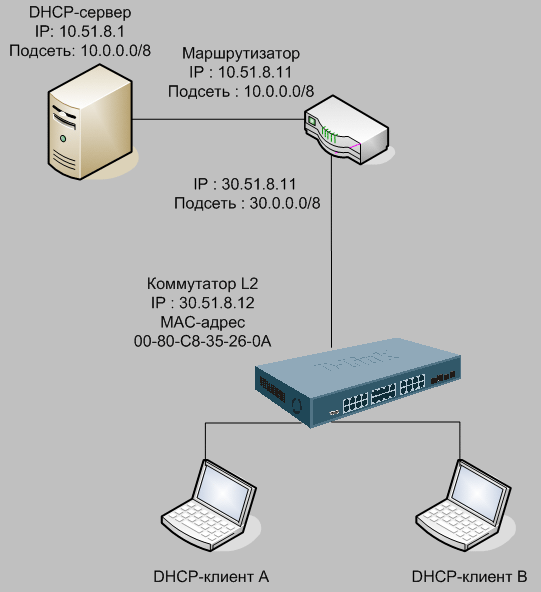 DHCP-сервер
IP: 10.51.8.1
Подсеть: 10.0.0.0/8
Маршрутизатор
IP : 10.51.8.11
Подсеть : 10.0.0.0/8
IP : 30.51.8.11
Подсеть : 30.0.0.0/8
Коммутатор L2
IP : 30.51.8.12
МАС-адрес
00-80-C8-35-26-0A
D-Link
DHCP-клиент А
DHCP-клиент В